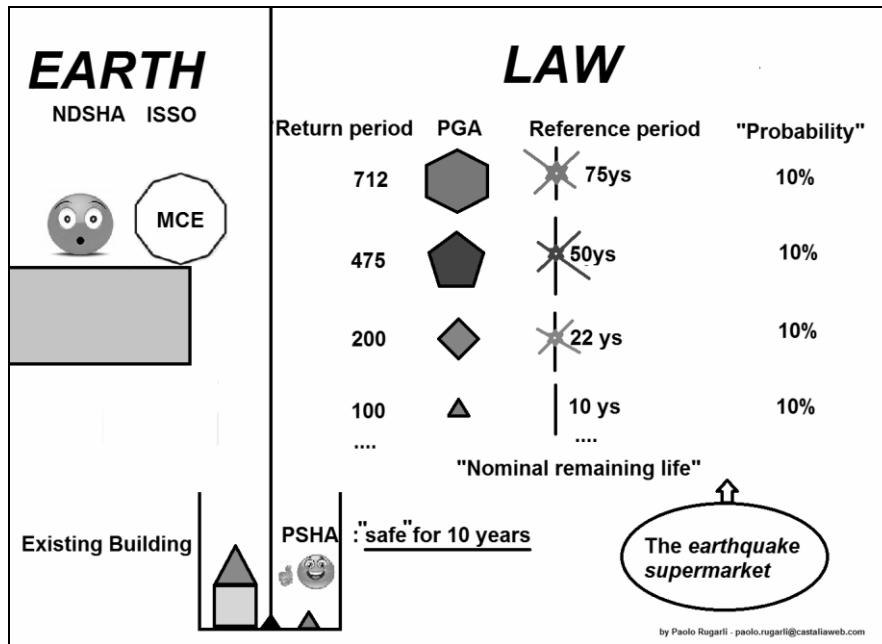 EARTH
LAW
NDSHA ISSO
Return period PGA Reference period "Probability"
MCE
712 75ys 10%
475 50ys 10%
200 22 ys 10%
100 10 ys 10%
.... ....
"Nominal remaining life"
Existing Building PSHA :"safe"for 10 years
The earthquake
supermarket
by Paolo Rugarli - paolo.rugarli@castaliaweb.com